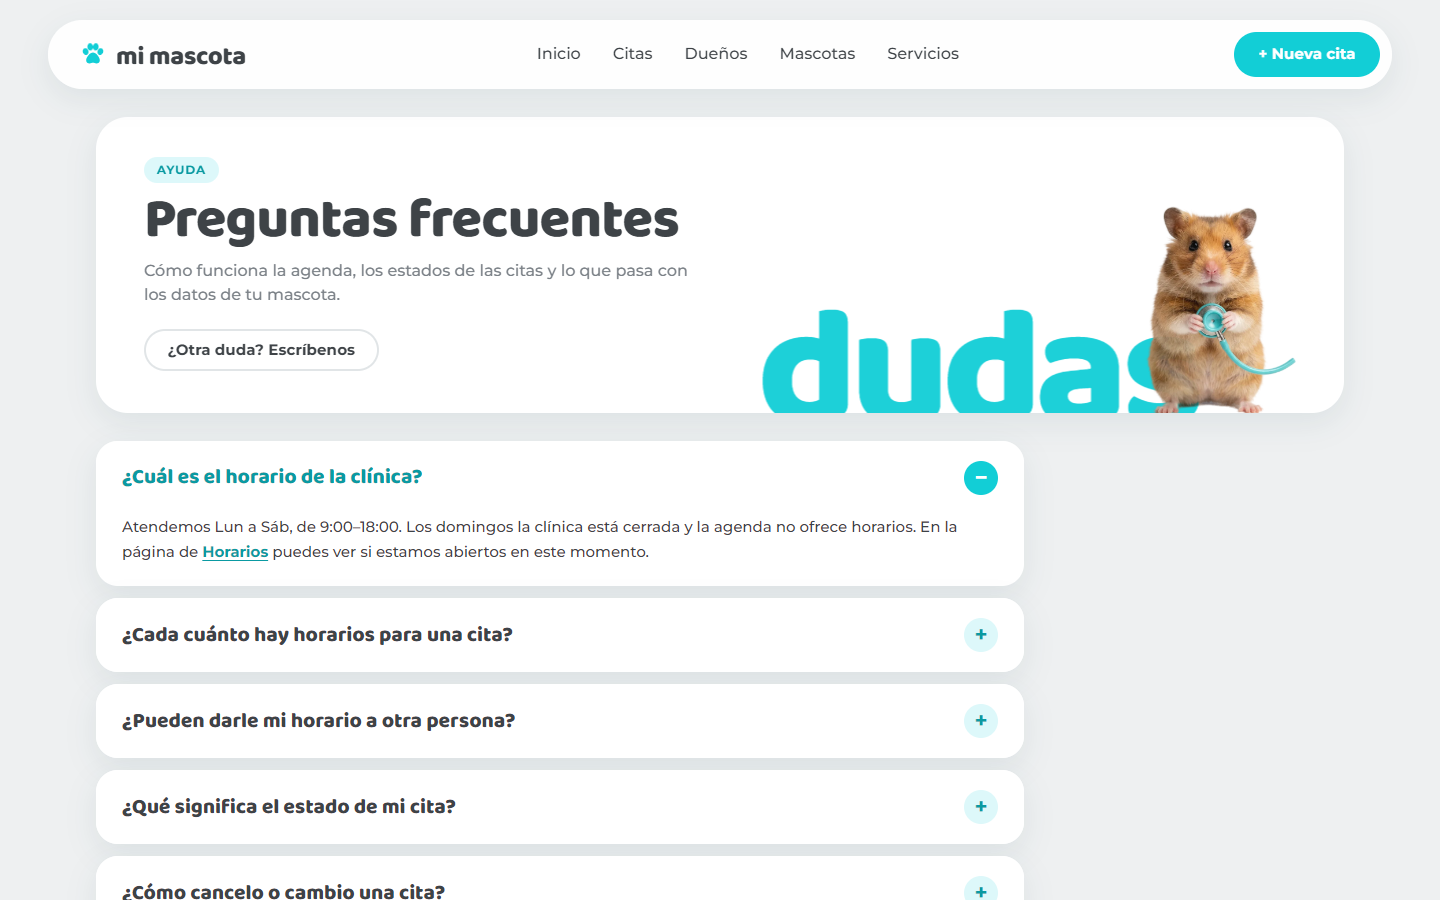 mi mascota
Inicio
Citas
Dueños
Mascotas
Servicios
+ Nueva cita
AYUDA
Preguntas frecuentes
Cómo funciona la agenda, los estados de las citas y lo que pasa con
los datos de tu mascota.
¿Otra duda? Escríbenos
dudas
¿Cuál es el horario de la clínica?
−
Atendemos Lun a Sáb, de 9:00–18:00. Los domingos la clínica está cerrada y la agenda no ofrece horarios. En la
página de Horarios puedes ver si estamos abiertos en este momento.
¿Cada cuánto hay horarios para una cita?
+
¿Pueden darle mi horario a otra persona?
+
¿Qué significa el estado de mi cita?
+
¿Cómo cancelo o cambio una cita?
+